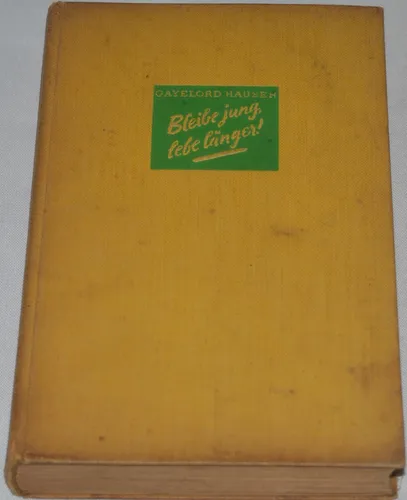 GAYELORD HAUSER
Bleibe jung,
lebe länger!